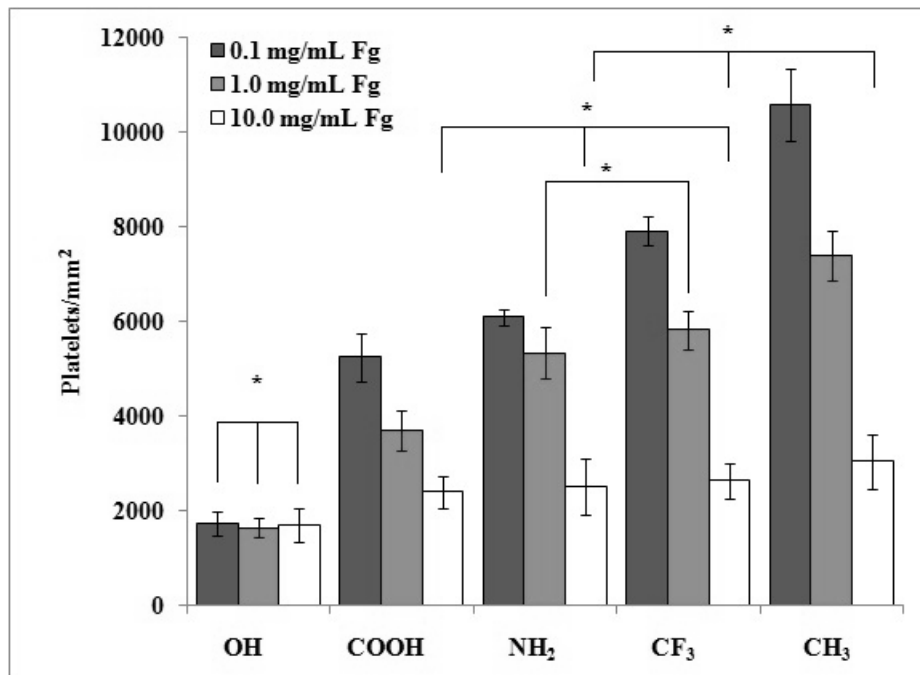 12000
10000
8000
6000
4000
2000
0
Platelets/mm²
0.1 mg/mL Fg
1.0 mg/mL Fg
10.0 mg/mL Fg
*
*
*
*
OH COOH NH₂ CF₃ CH₃